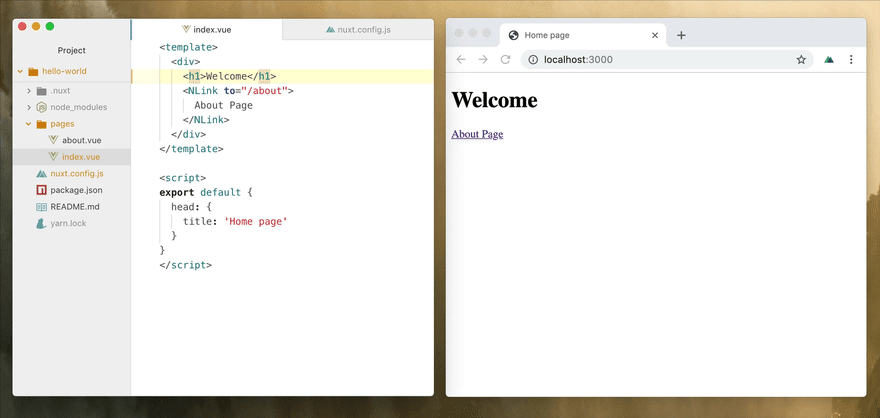 Project
hello-world
.nuxt
node_modules
pages
about.vue
index.vue
nuxt.config.js
package.json
README.md
yarn.lock
index.vue
nuxt.config.js
<template>
<div>
<h1>Welcome</h1>
<NLink to="/about">
About Page
</NLink>
</div>
</template>
<script>
export default {
head: {
title: 'Home page'
}
}
</script>
Home page
localhost:3000
Welcome
About Page